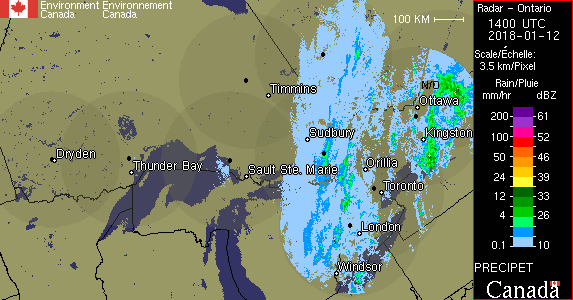 Environment Environnement
Canada Canada
100 KM
Timmins
N/D
Ottawa
Sudbury
Kingston
Dryden
Thunder Bay
Sault Ste. Marie
Orillia
Toronto
London
Windsor
Radar - Ontario
1400 UTC
2018-01-12
Scale/Échelle:
3.5 km/Pixel
Rain/Pluie
mm/hr dBZ
200 61
100 52
50 46
24 39
12 33
4 26
1 20
0.1 10
PRECIPET
Canada